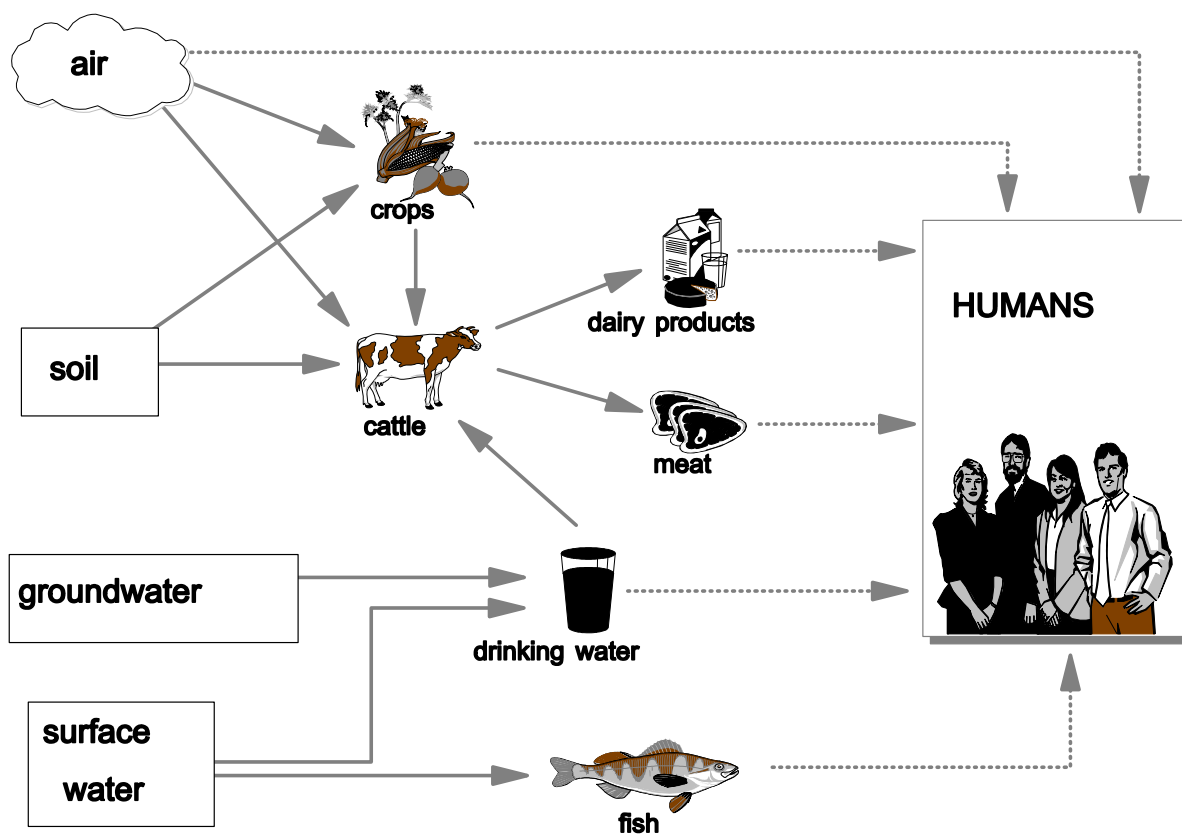 air
crops
dairy products
HUMANS
soil
cattle
meat
groundwater
drinking water
surface
water
fish